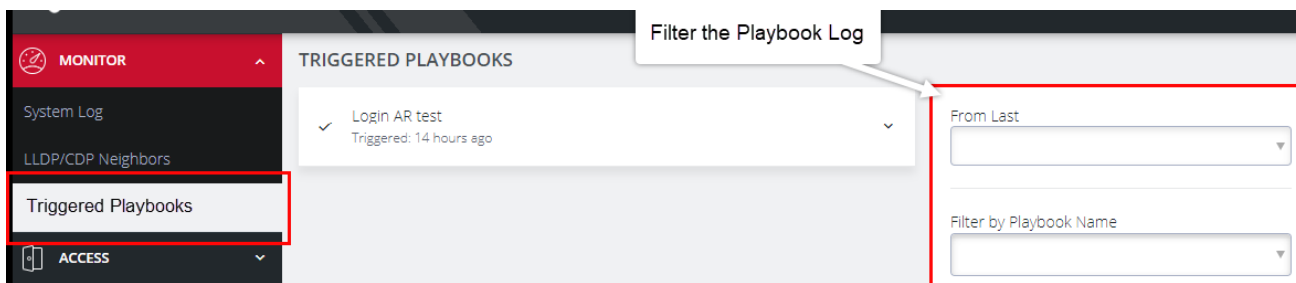 Filter the Playbook Log
MONITOR
System Log
LLDP/CDP Neighbors
Triggered Playbooks
ACCESS
TRIGGERED PLAYBOOKS
Login AR test
Triggered: 14 hours ago
From Last
Filter by Playbook Name